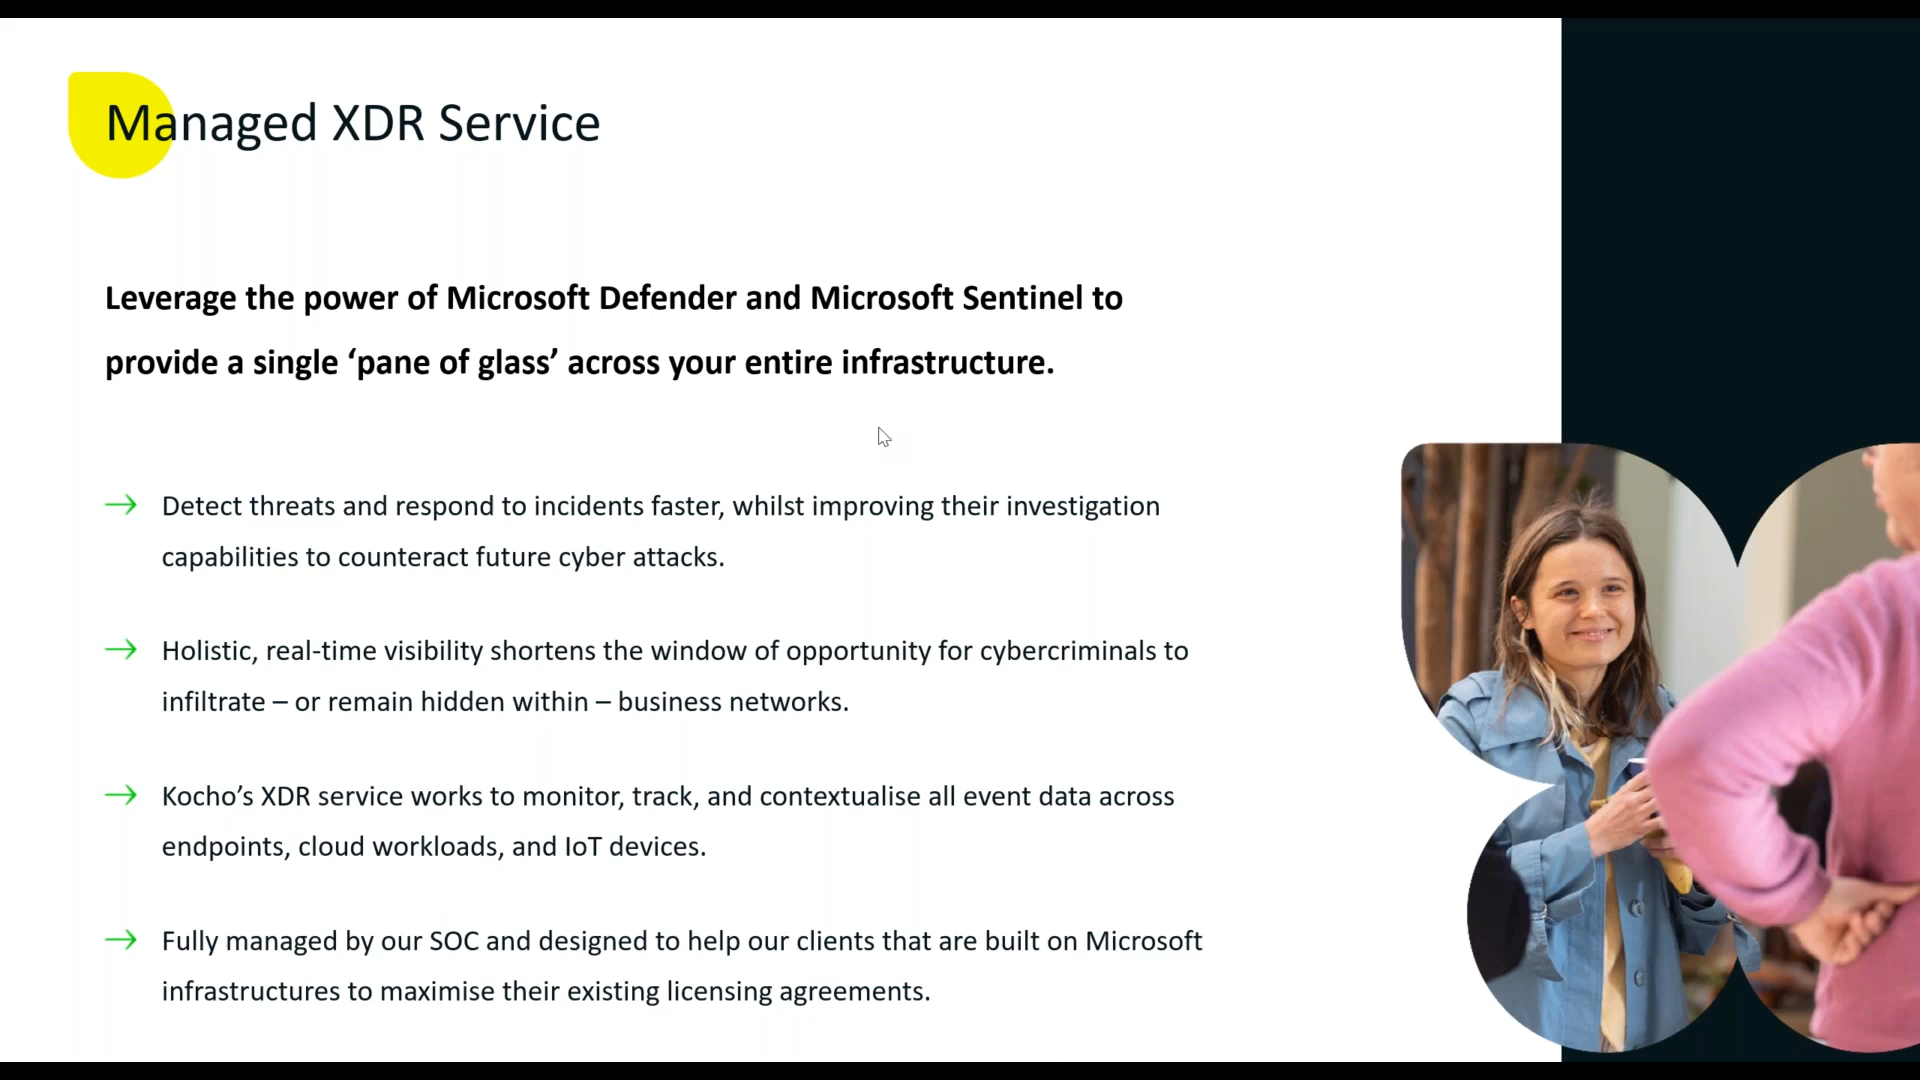 Managed XDR Service
Leverage the power of Microsoft Defender and Microsoft Sentinel to
provide a single ‘pane of glass’ across your entire infrastructure.
Detect threats and respond to incidents faster, whilst improving their investigation
capabilities to counteract future cyber attacks.
Holistic, real-time visibility shortens the window of opportunity for cybercriminals to
infiltrate – or remain hidden within – business networks.
Kocho’s XDR service works to monitor, track, and contextualise all event data across
endpoints, cloud workloads, and IoT devices.
Fully managed by our SOC and designed to help our clients that are built on Microsoft
infrastructures to maximise their existing licensing agreements.